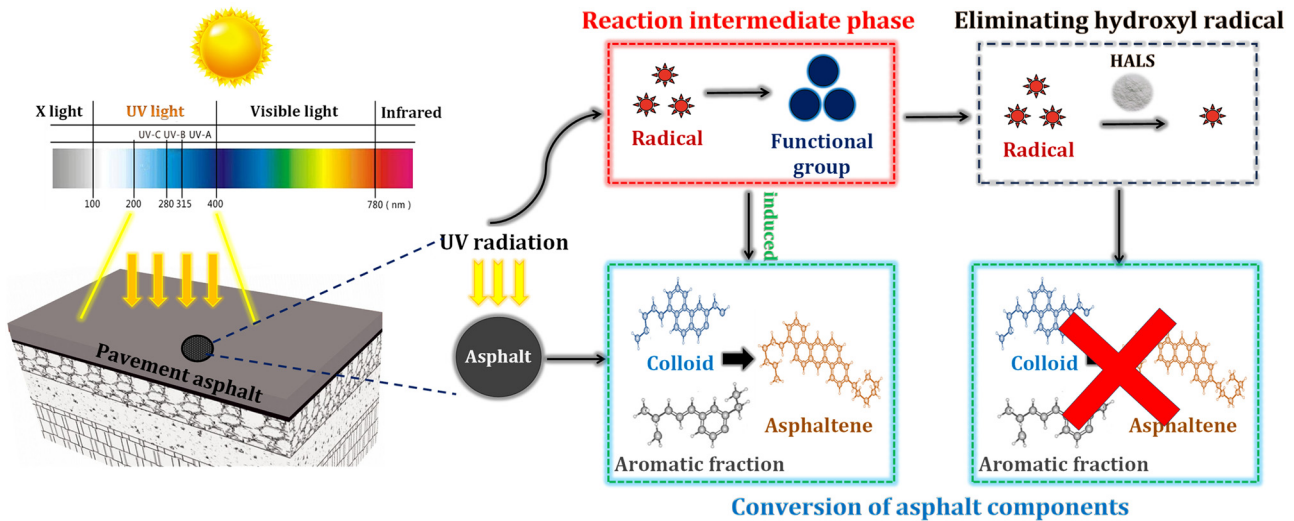 Reaction intermediate phase
Eliminating hydroxyl radical
X light
UV light
Visible light
Infrared
UV-C UV-B UV-A
100
200
280
315
400
780 (nm)
Radical
Functional
group
HALS
Radical
induced
UV radiation
Asphalt
Pavement asphalt
Colloid
Asphaltene
Aromatic fraction
Colloid
Asphaltene
Aromatic fraction
Conversion of asphalt components